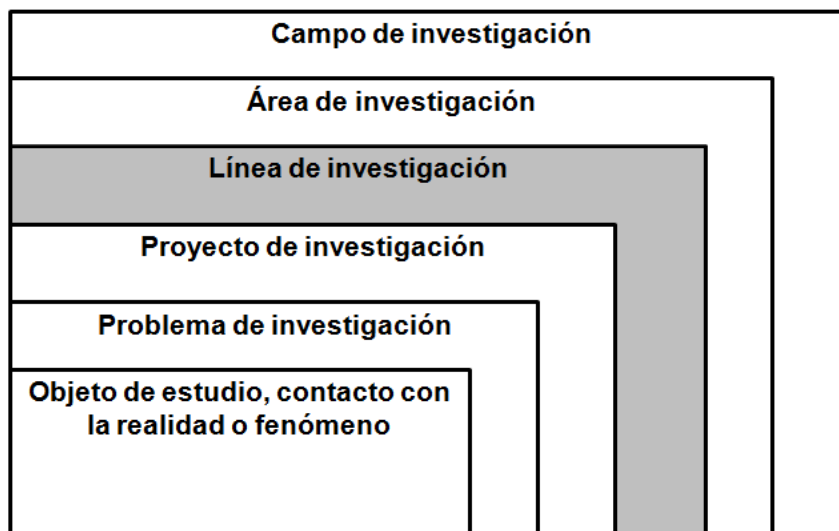 Campo de investigación
Área de investigación
Línea de investigación
Proyecto de investigación
Problema de investigación
Objeto de estudio, contacto con
la realidad o fenómeno